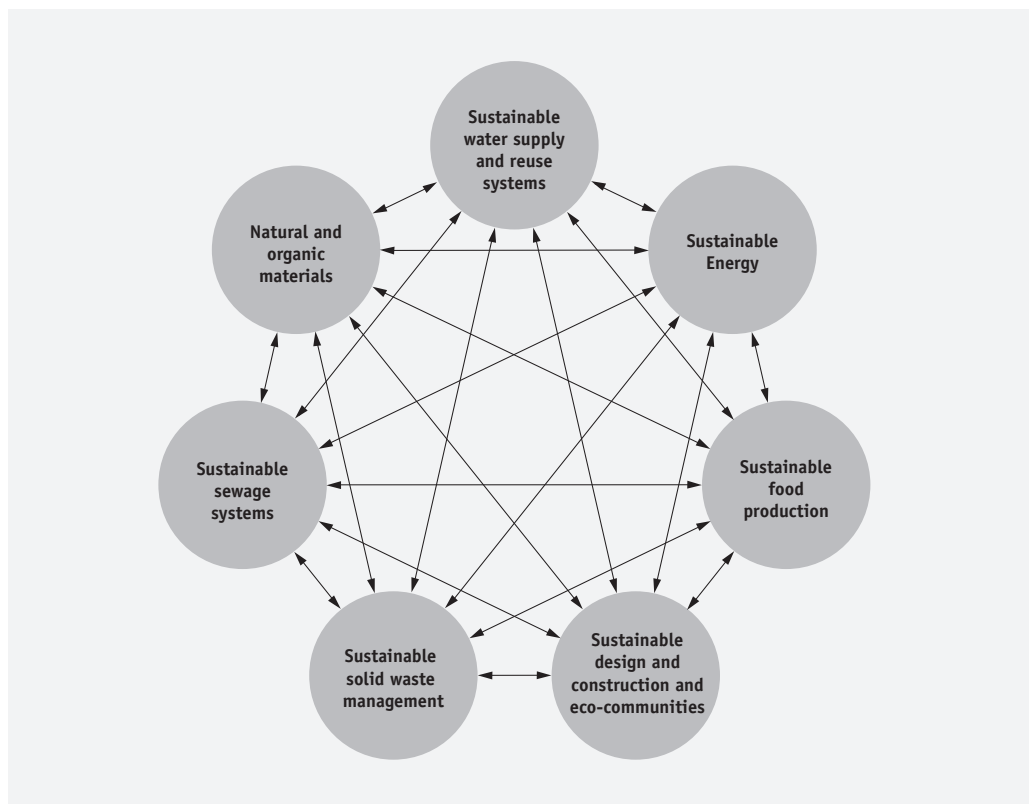 Sustainable
water supply
and reuse
systems
Natural and
organic
materials
Sustainable
Energy
Sustainable
sewage
systems
Sustainable
food
production
Sustainable
solid waste
management
Sustainable
design and
construction and
eco-communities